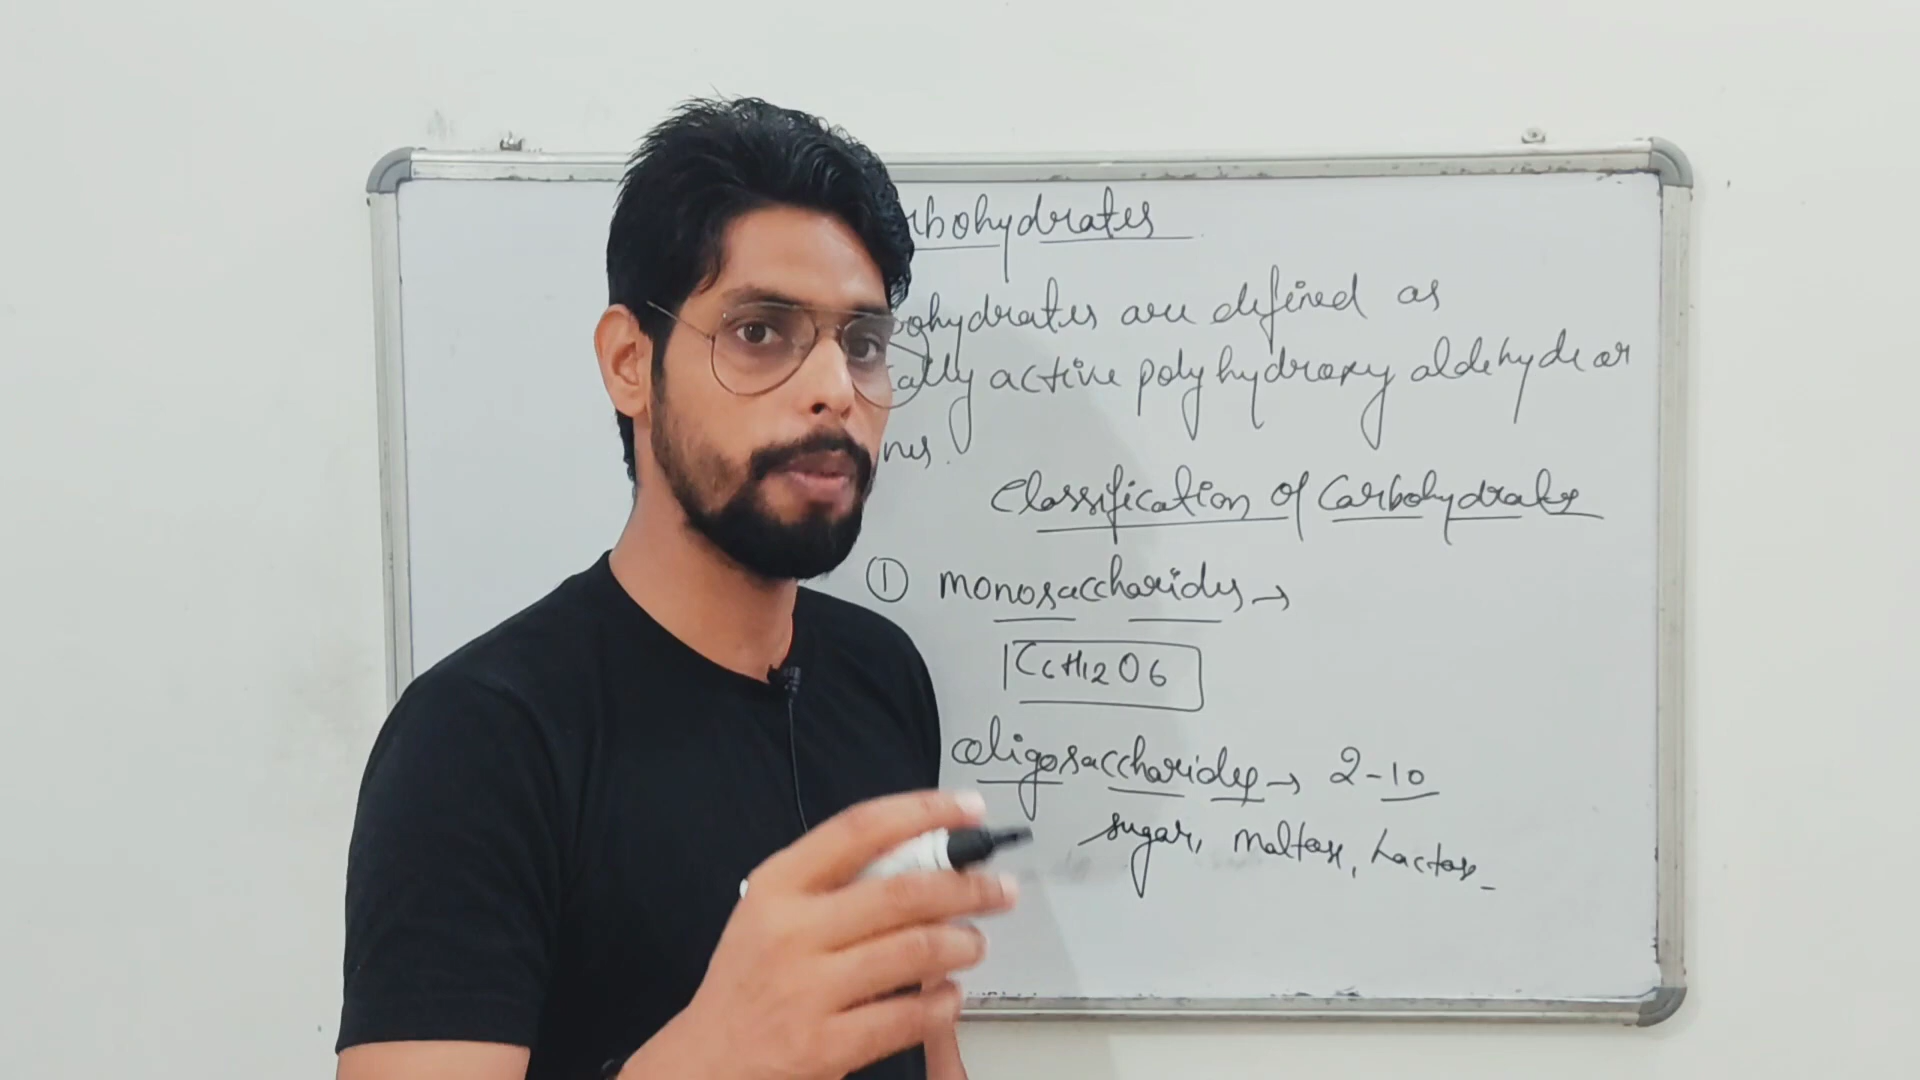 rbohydrates
ohydrates are defined as
ally active polyhydroxy aldehyde or
nes.
Classification of Carbohydrates
① monosaccharides →
C6H12O6
oligosaccharides → 2-10
sugar, maltose, Lactose